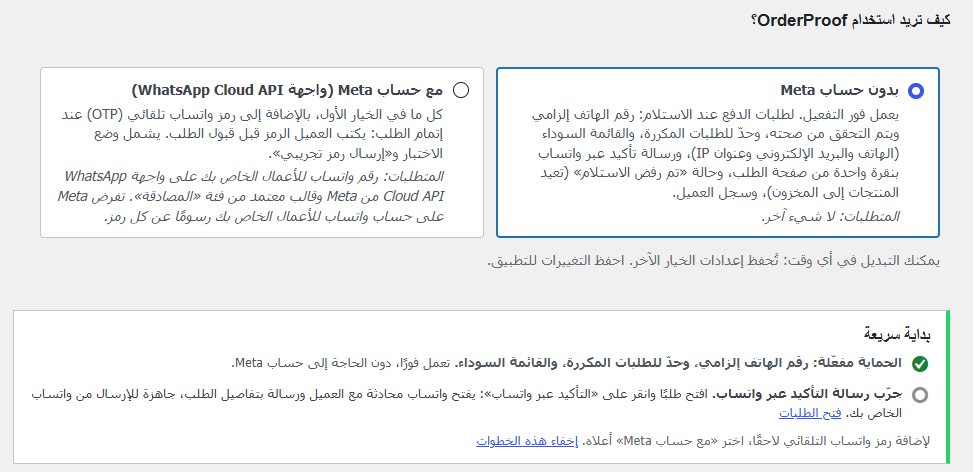 كيف تريد استخدام OrderProof؟
بدون حساب Meta
يعمل فور التفعيل. لطلبات الدفع عند الاستلام: رقم الهاتف إلزامي
ويتم التحقق من صحته، وحدّ للطلبات المكررة، والقائمة السوداء
(الهاتف والبريد الإلكتروني وعنوان IP)، ورسالة تأكيد عبر واتساب
بنقرة واحدة من صفحة الطلب، وحالة «تم رفض الاستلام» (تعيد
المنتجات إلى المخزون)، وسجل العميل.
المتطلبات: لا شيء آخر.
مع حساب Meta (واجهة WhatsApp Cloud API)
كل ما في الخيار الأول، بالإضافة إلى رمز واتساب تلقائي (OTP) عند
إتمام الطلب: يكتب العميل الرمز قبل قبول الطلب. يشمل وضع
الاختبار و«إرسال رمز تجريبي».
المتطلبات: رقم واتساب للأعمال الخاص بك على واجهة WhatsApp
Cloud API من Meta وقالب معتمد من فئة «المصادقة». تفرض Meta
على حساب واتساب للأعمال الخاص بك رسومًا عن كل رمز.
يمكنك التبديل في أي وقت: تُحفظ إعدادات الخيار الآخر. احفظ التغييرات للتطبيق.
بداية سريعة
الحماية مفعّلة: رقم الهاتف إلزامي، وحدّ للطلبات المكررة، والقائمة السوداء. تعمل فورًا، دون الحاجة إلى حساب Meta.
جرّب رسالة التأكيد عبر واتساب. افتح طلبًا وانقر على «التأكيد عبر واتساب»: يفتح واتساب محادثة مع العميل ورسالة بتفاصيل الطلب، جاهزة للإرسال من واتساب
الخاص بك. فتح الطلبات
لإضافة رمز واتساب التلقائي لاحقًا، اختر «مع حساب Meta» أعلاه. إخفاء هذه الخطوات